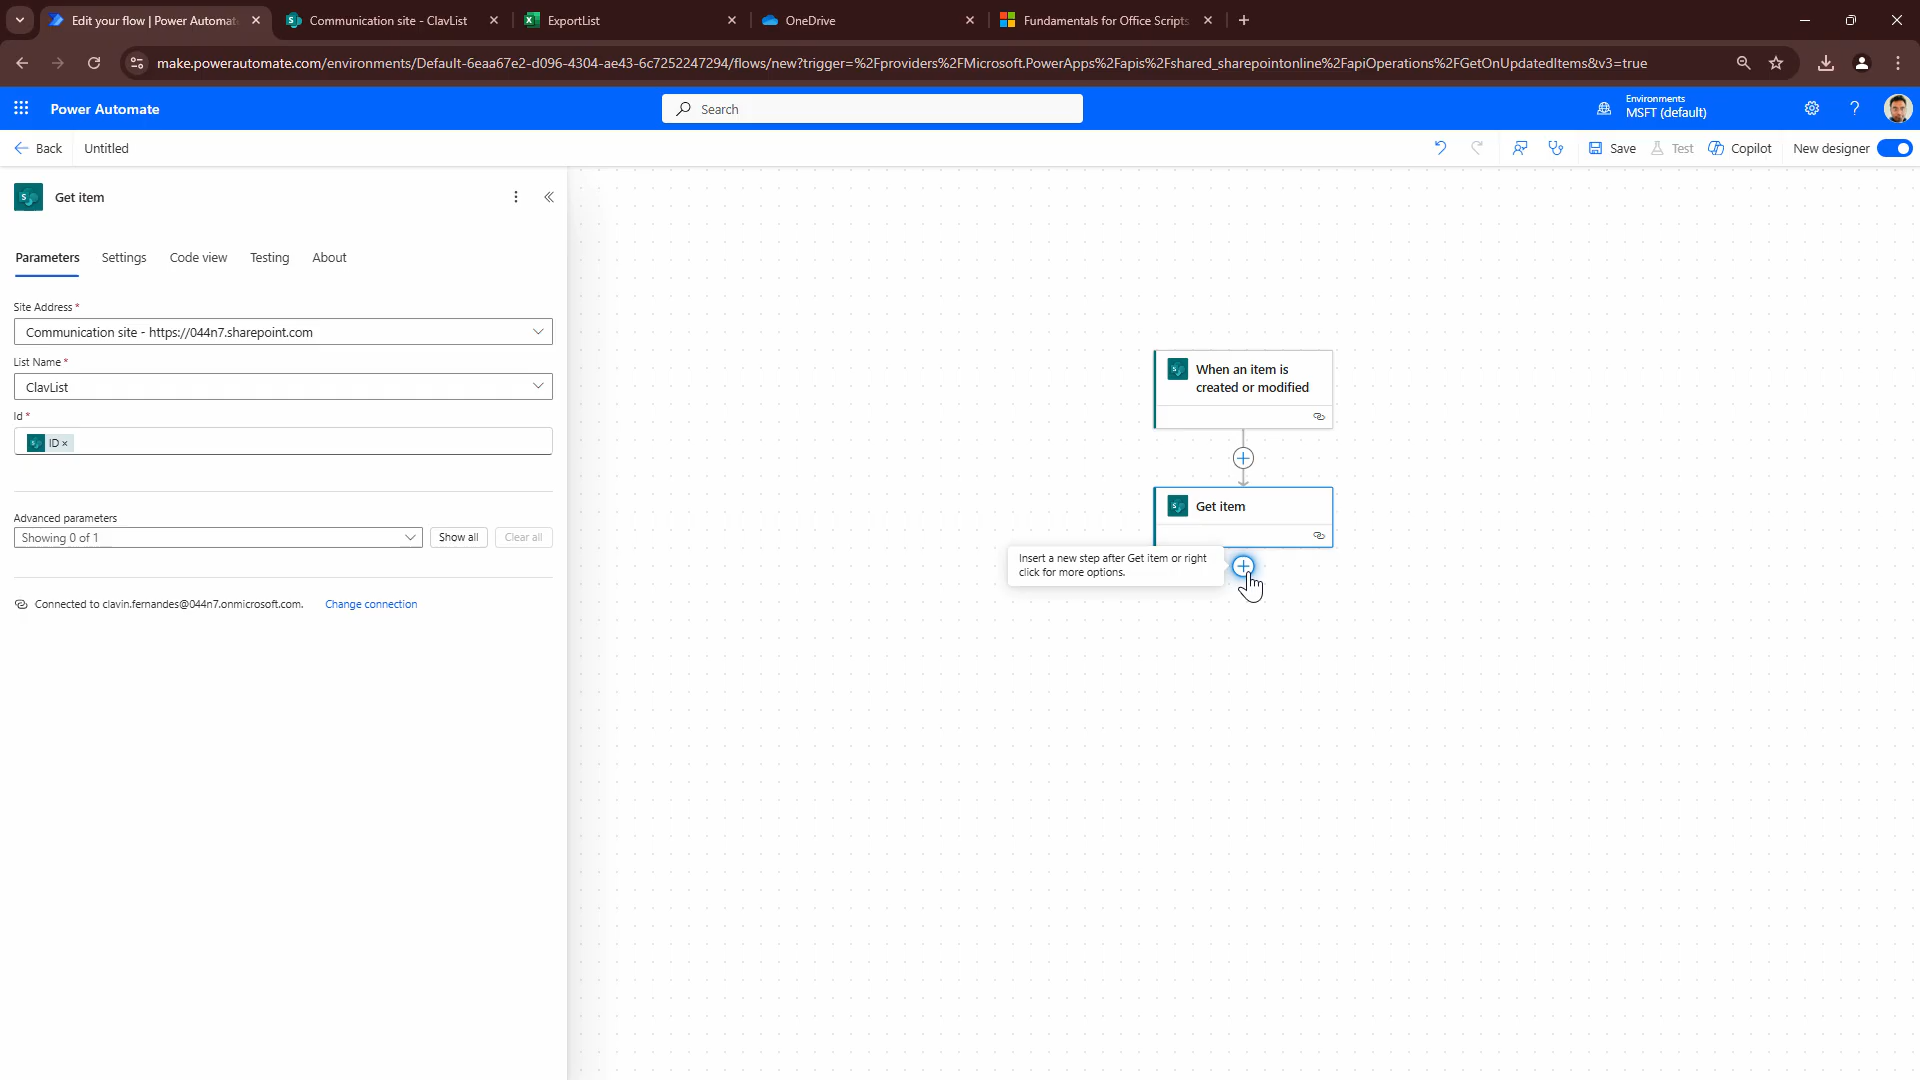 Edit your flow | Power Automat
Communication site - ClavList
ExportList
OneDrive
Fundamentals for Office Scripts
make.powerautomate.com/environments/Default-6eaa67e2-d096-4304-ae43-6c7252247294/flows/new?trigger=%2Fproviders%2FMicrosoft.PowerApps%2Fapis%2Fshared_sharepointonline%2FapiOperations%2FGetOnUpdatedItems&v3=true
Power Automate
Search
Environments
MSFT (default)
Back
Untitled
Save
Test
Copilot
New designer
Get item
Parameters
Settings
Code view
Testing
About
Site Address *
Communication site - https://044n7.sharepoint.com
List Name *
ClavList
Id *
ID ×
Advanced parameters
Showing 0 of 1
Show all
Clear all
Connected to clavin.fernandes@044n7.onmicrosoft.com.
Change connection
When an item is
created or modified
Get item
Insert a new step after Get item or right
click for more options.